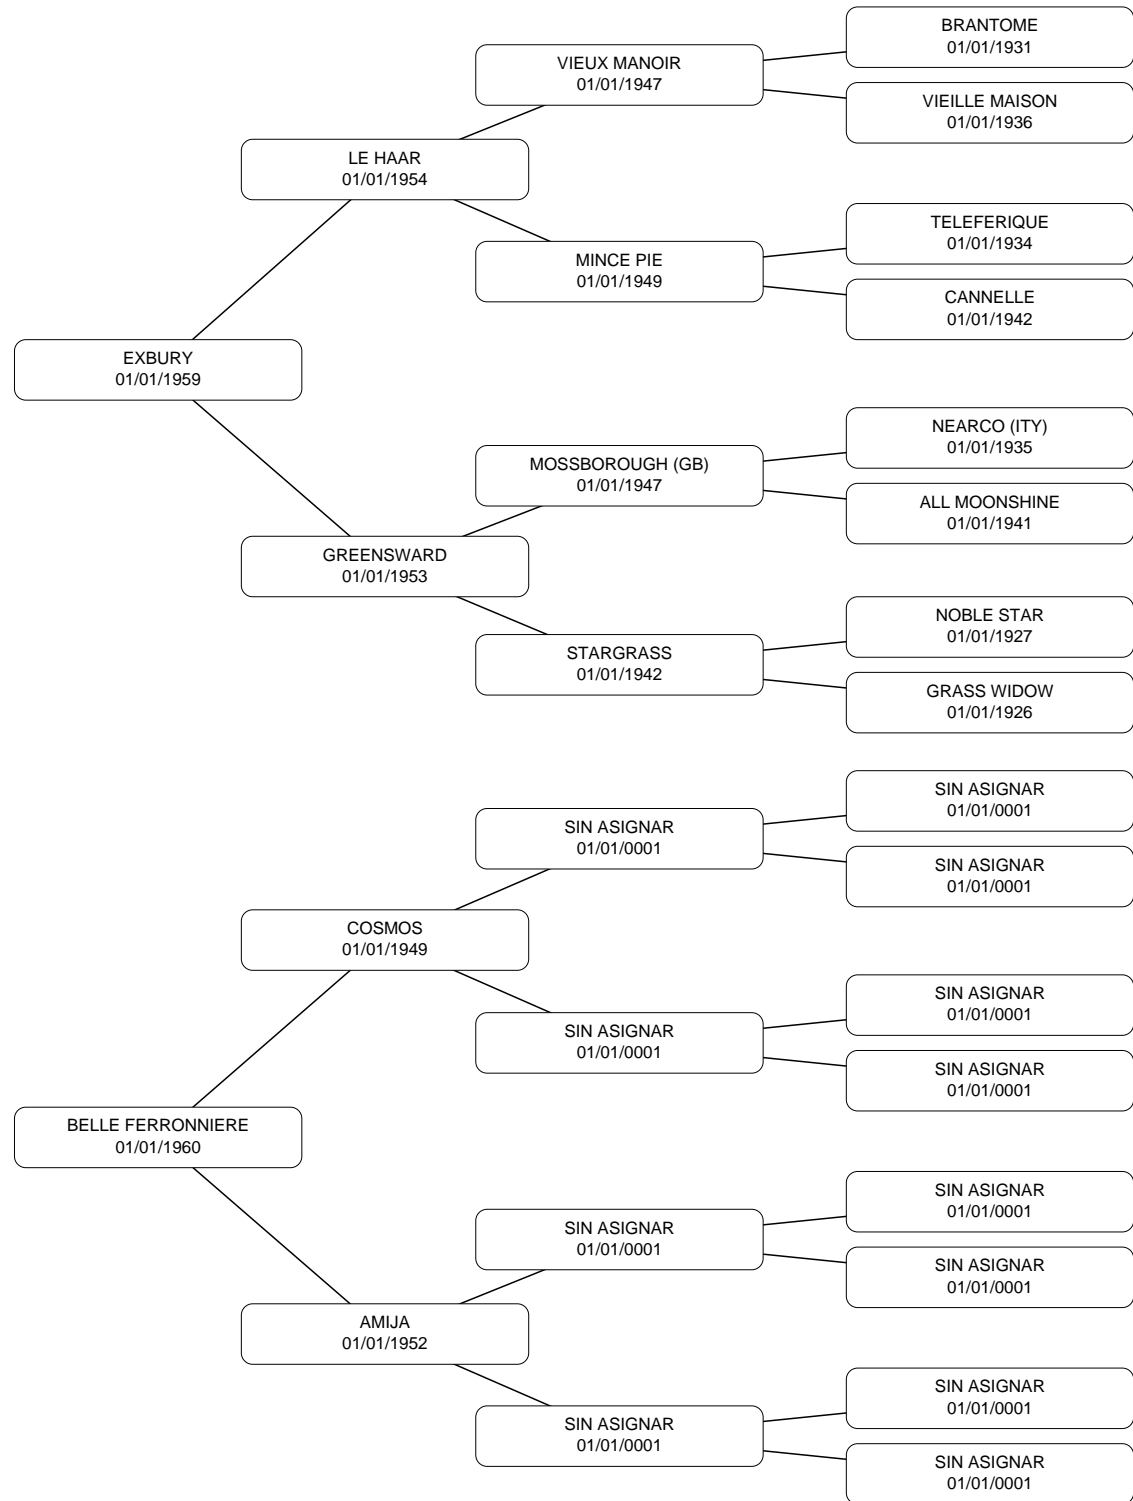 BRANTOME
01/01/1931
VIEUX MANOIR
01/01/1947
VIEILLE MAISON
01/01/1936
LE HAAR
01/01/1954
TELEFERIQUE
01/01/1934
MINCE PIE
01/01/1949
CANNELLE
01/01/1942
EXBURY
01/01/1959
NEARCO (ITY)
01/01/1935
MOSSBOROUGH (GB)
01/01/1947
ALL MOONSHINE
01/01/1941
GREENSWARD
01/01/1953
NOBLE STAR
01/01/1927
STARGRASS
01/01/1942
GRASS WIDOW
01/01/1926
SIN ASIGNAR
01/01/0001
SIN ASIGNAR
01/01/0001
SIN ASIGNAR
01/01/0001
COSMOS
01/01/1949
SIN ASIGNAR
01/01/0001
SIN ASIGNAR
01/01/0001
SIN ASIGNAR
01/01/0001
BELLE FERRONNIERE
01/01/1960
SIN ASIGNAR
01/01/0001
SIN ASIGNAR
01/01/0001
SIN ASIGNAR
01/01/0001
AMIJA
01/01/1952
SIN ASIGNAR
01/01/0001
SIN ASIGNAR
01/01/0001
SIN ASIGNAR
01/01/0001